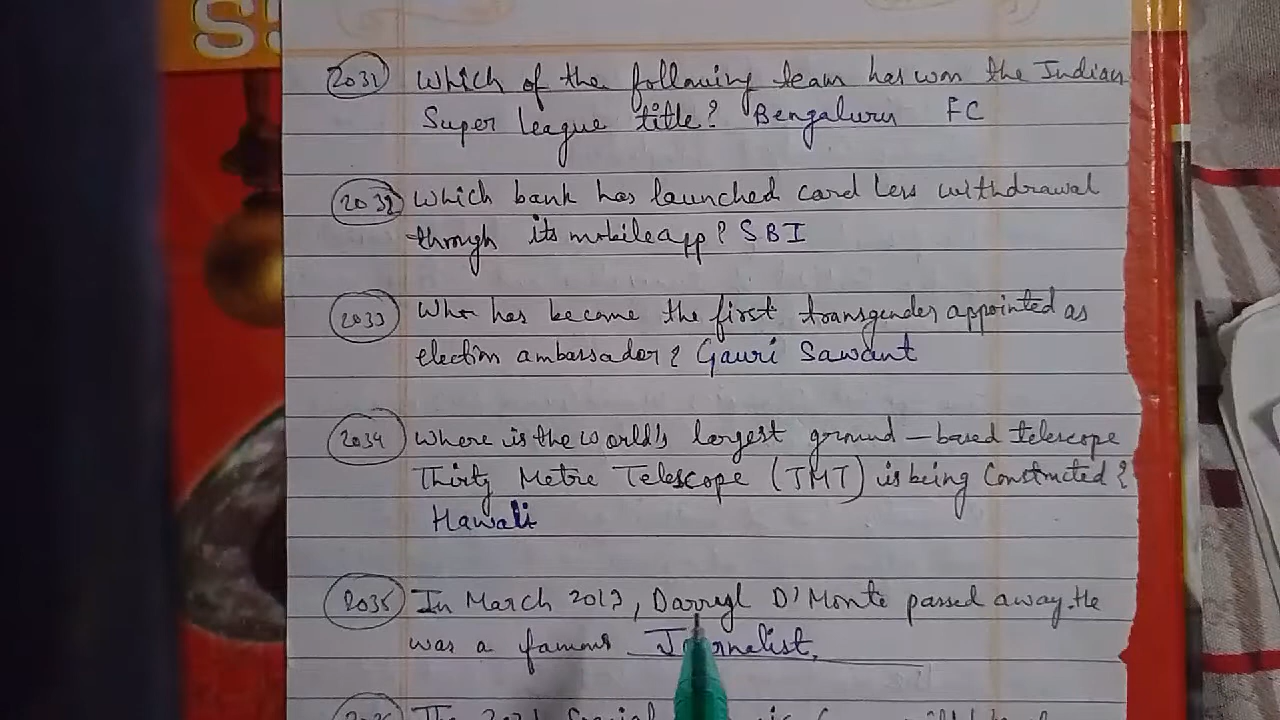 2031 Which of the following team has won the Indian
Super league title? Bengaluru FC
2032 Which bank has launched card less withdrawal
through its mobile app? SBI
2033 Who has become the first transgender appointed as
election ambassador? Gauri Sawant
2034 Where is the world's largest ground-based telescope
Thirty Metre Telescope (TMT) is being constructed?
Hawaii
2035 In March 2019, Darryl D'Monte passed away. He
was a famous Journalist.